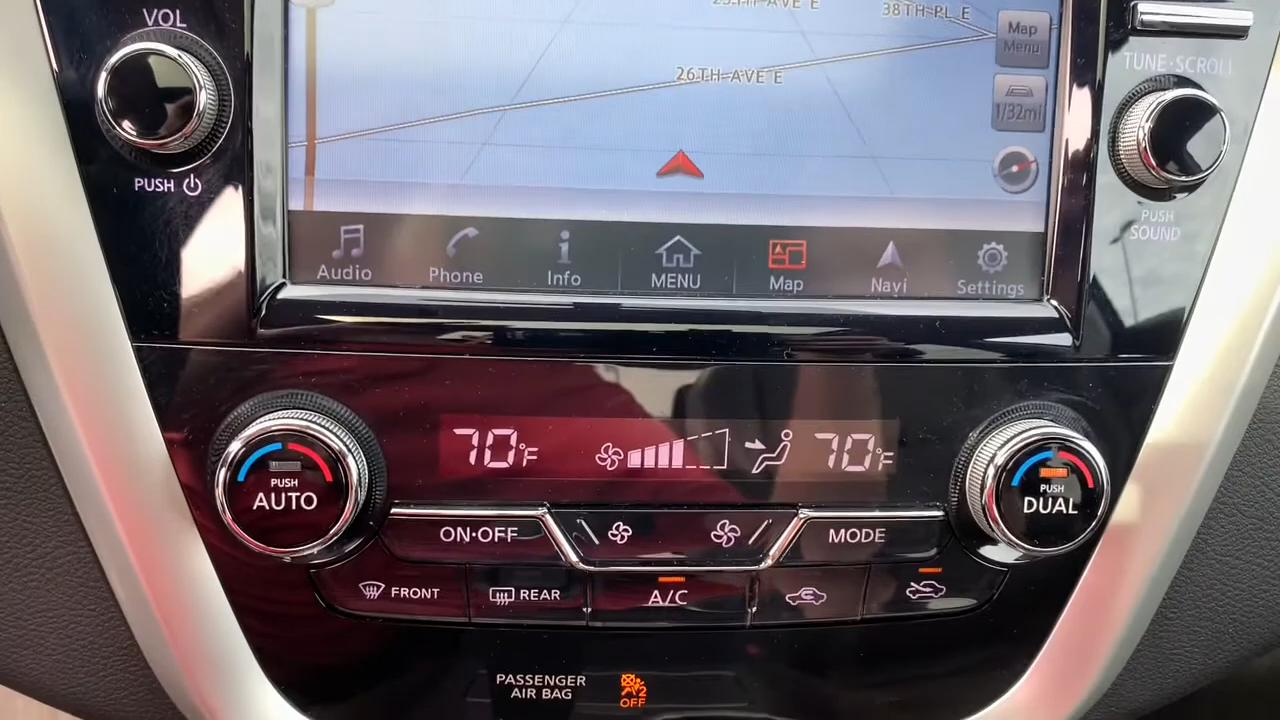 VOL
38TH PL E
Map
Menu
TUNE·SCROLL
26TH AVE E
1/32mi
PUSH
PUSH
SOUND
Audio
Phone
Info
MENU
Map
Navi
Settings
70°F
70°F
PUSH
AUTO
PUSH
DUAL
ON·OFF
MODE
FRONT
REAR
A/C
PASSENGER
AIR BAG
2
OFF